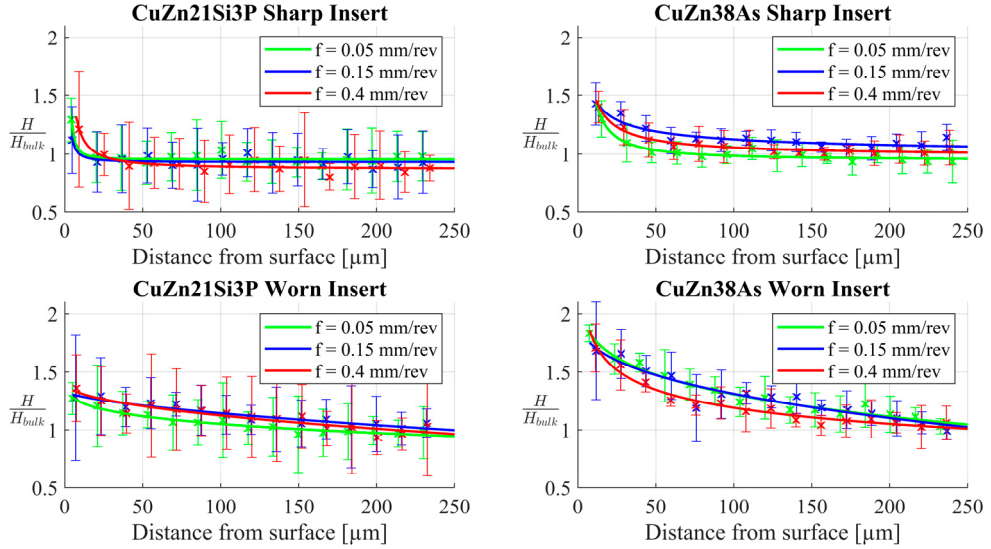 CuZn21Si3P Sharp Insert
2
1.5
H
H_bulk
1
0.5
f = 0.05 mm/rev
f = 0.15 mm/rev
f = 0.4 mm/rev
0 50 100 150 200 250
Distance from surface [µm]
CuZn38As Sharp Insert
2
1.5
H
H_bulk
1
0.5
f = 0.05 mm/rev
f = 0.15 mm/rev
f = 0.4 mm/rev
0 50 100 150 200 250
Distance from surface [µm]
CuZn21Si3P Worn Insert
2
1.5
H
H_bulk
1
0.5
f = 0.05 mm/rev
f = 0.15 mm/rev
f = 0.4 mm/rev
0 50 100 150 200 250
Distance from surface [µm]
CuZn38As Worn Insert
2
1.5
H
H_bulk
1
0.5
f = 0.05 mm/rev
f = 0.15 mm/rev
f = 0.4 mm/rev
0 50 100 150 200 250
Distance from surface [µm]